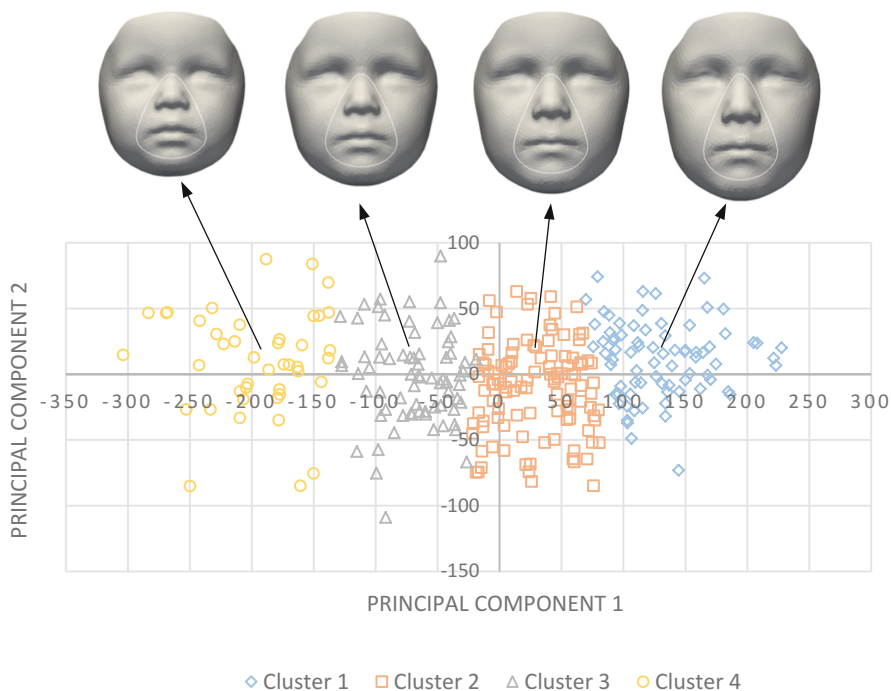 100
50
0
-350 -300 -250 -200 -150 -100 -50 0 50 100 150 200 250 300
-50
-100
-150
PRINCIPAL COMPONENT 2
PRINCIPAL COMPONENT 1
Cluster 1 Cluster 2 Cluster 3 Cluster 4